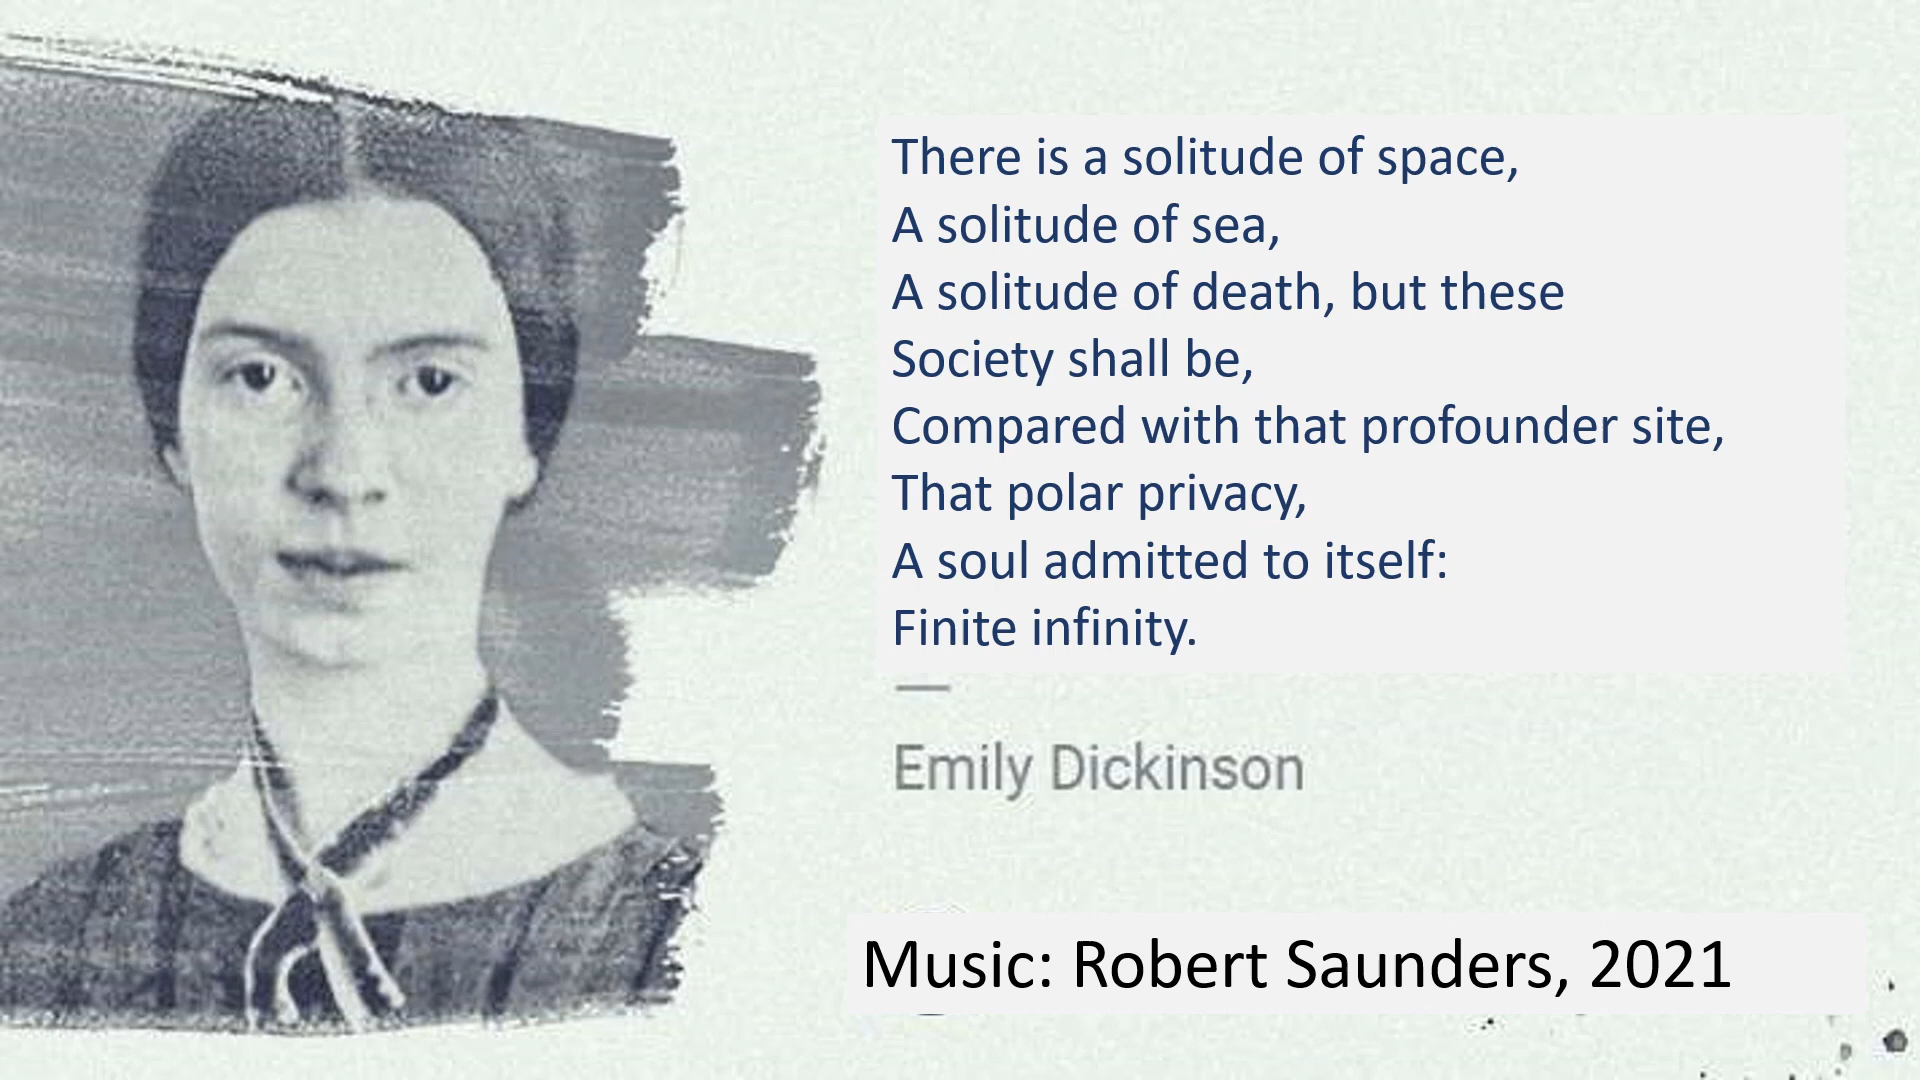 There is a solitude of space,
A solitude of sea,
A solitude of death, but these
Society shall be,
Compared with that profounder site,
That polar privacy,
A soul admitted to itself:
Finite infinity.
—
Emily Dickinson
Music: Robert Saunders, 2021